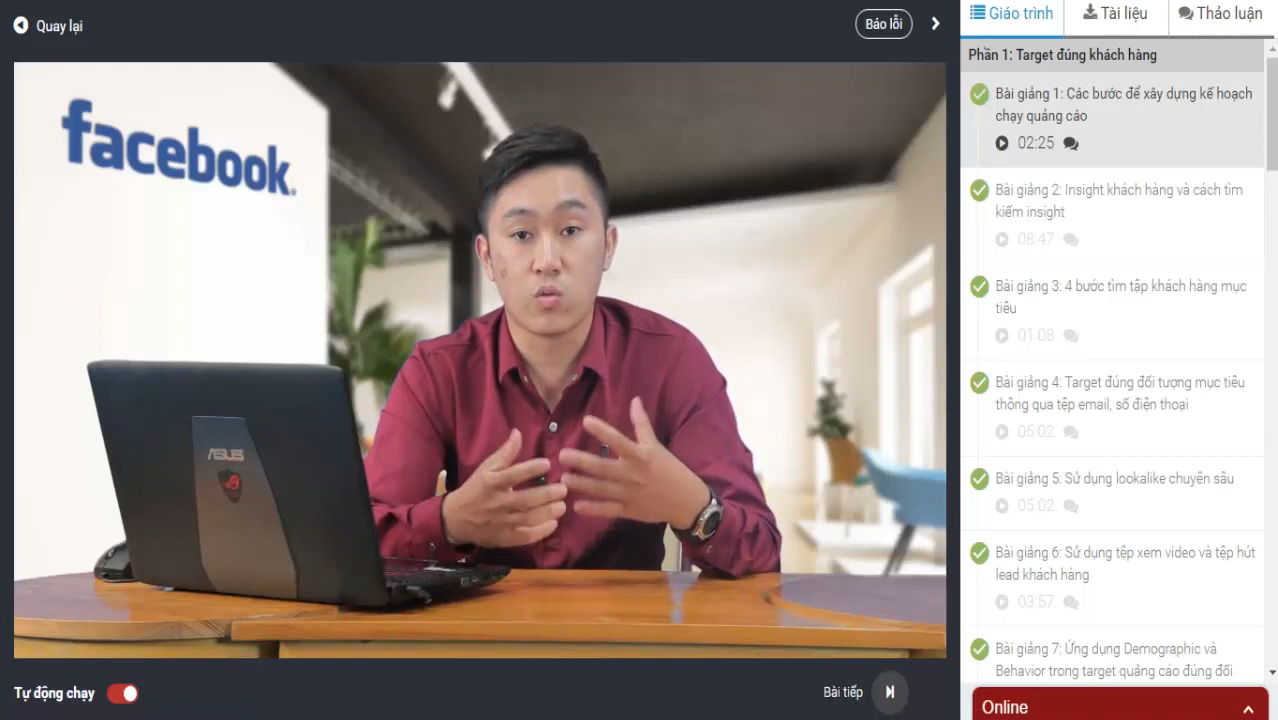 Quay lại
Báo lỗi
facebook
ASUS
Tự động chạy
Bài tiếp
Giáo trình
Tài liệu
Thảo luận
Phần 1: Target đúng khách hàng
Bài giảng 1: Các bước để xây dựng kế hoạch
chạy quảng cáo
02:25
Bài giảng 2: Insight khách hàng và cách tìm
kiếm insight
08:47
Bài giảng 3: 4 bước tìm tập khách hàng mục
tiêu
01:08
Bài giảng 4: Target đúng đối tượng mục tiêu
thông qua tệp email, số điện thoại
05:02
Bài giảng 5: Sử dụng lookalike chuyên sâu
05:02
Bài giảng 6: Sử dụng tệp xem video và tệp hút
lead khách hàng
03:57
Bài giảng 7: Ứng dụng Demographic và
Behavior trong target quảng cáo đúng đối
Online